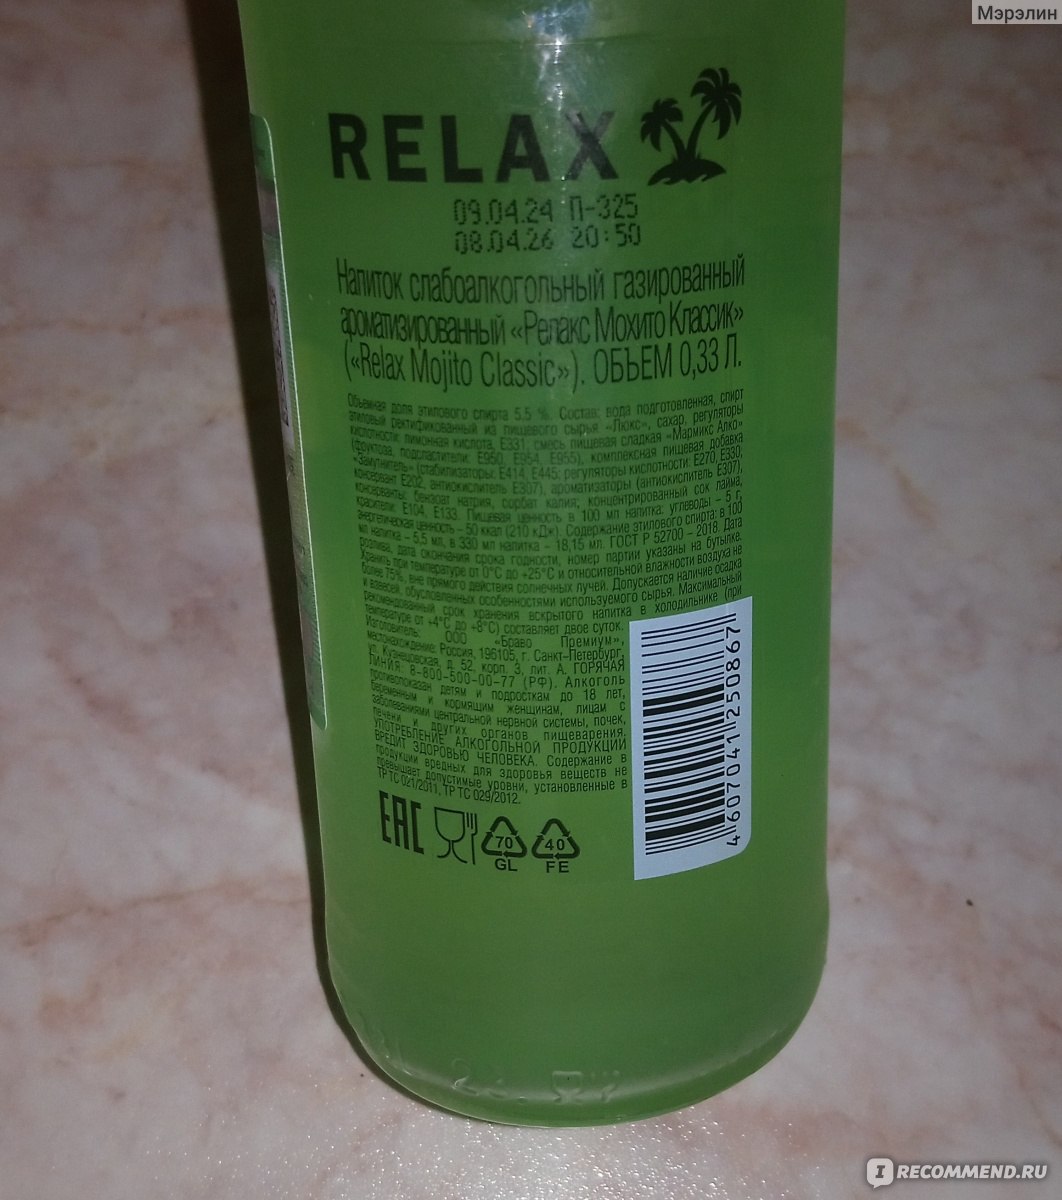 Мэрэлин
RELAX
09.04.24 П-325
08.04.26 20:50
Напиток слабоалкогольный газированный
ароматизированный «Релакс Мохито Классик»
(«Relax Mojito Classic»). ОБЪЕМ 0,33 Л.
Объемная доля этилового спирта 5.5 %. Состав: вода подготовленная, спирт
этиловый ректификованный из пищевого сырья «Люкс», сахар, регуляторы
кислотности: лимонная кислота, Е331, смесь пищевая сладкая «Мармикс Алко»
(фруктоза, подсластители: Е950, Е954, Е955), комплексная пищевая добавка
«Замутнитель» (стабилизаторы: Е414, Е445; регуляторы кислотности: Е270, Е330,
консервант Е202, антиокислитель Е307), ароматизаторы (антиокислитель Е307),
консерванты: бензоат натрия, сорбат калия; концентрированный сок лайма,
красители: Е104, Е133. Пищевая ценность в 100 мл напитка: углеводы – 5 г,
энергетическая ценность – 50 ккал (210 кДж). Содержание этилового спирта: в 100
мл напитка – 5,5 мл, в 330 мл напитка – 18,15 мл. ГОСТ Р 52700 – 2018. Дата
розлива, дата окончания срока годности, номер партии указаны на бутылке.
Хранить при температуре от 0°С до +25°С и относительной влажности воздуха не
более 75%, вне прямого действия солнечных лучей. Допускается наличие осадка
и взвесей, обусловленных особенностями используемого сырья. Максимальный
рекомендованный срок хранения вскрытого напитка в холодильнике (при
температуре от +4°С до +8°С) составляет двое суток.
Изготовитель: ООО «Браво Премиум»,
местонахождение: Россия, 196105, г. Санкт–Петербург,
ул. Кузнецовская, д. 52, корп. 3, лит. А. ГОРЯЧАЯ
ЛИНИЯ 8-800-500-00-77 (РФ). Алкоголь
противопоказан детям и подросткам до 18 лет,
беременным и кормящим женщинам, лицам с
заболеваниями центральной нервной системы, почек,
печени и других органов пищеварения.
УПОТРЕБЛЕНИЕ АЛКОГОЛЬНОЙ ПРОДУКЦИИ
ВРЕДИТ ЗДОРОВЬЮ ЧЕЛОВЕКА. Содержание в
продукции вредных для здоровья веществ не
превышает допустимые уровни, установленные в
ТР ТС 021/2011, ТР ТС 029/2012.
4 607041 250867
EAC
70
GL
40
FE
IRECOMMEND.RU